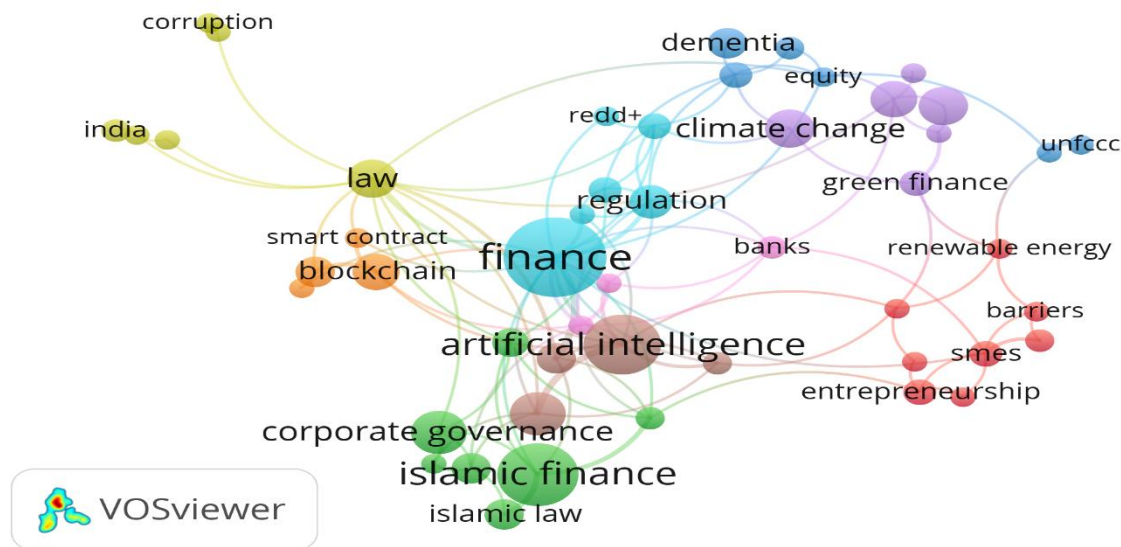 corruption
dementia
equity
redd+
climate change
india
unfccc
law
green finance
regulation
smart contract
banks
renewable energy
finance
blockchain
barriers
artificial intelligence
smes
entrepreneurship
corporate governance
islamic finance
islamic law
VOSviewer